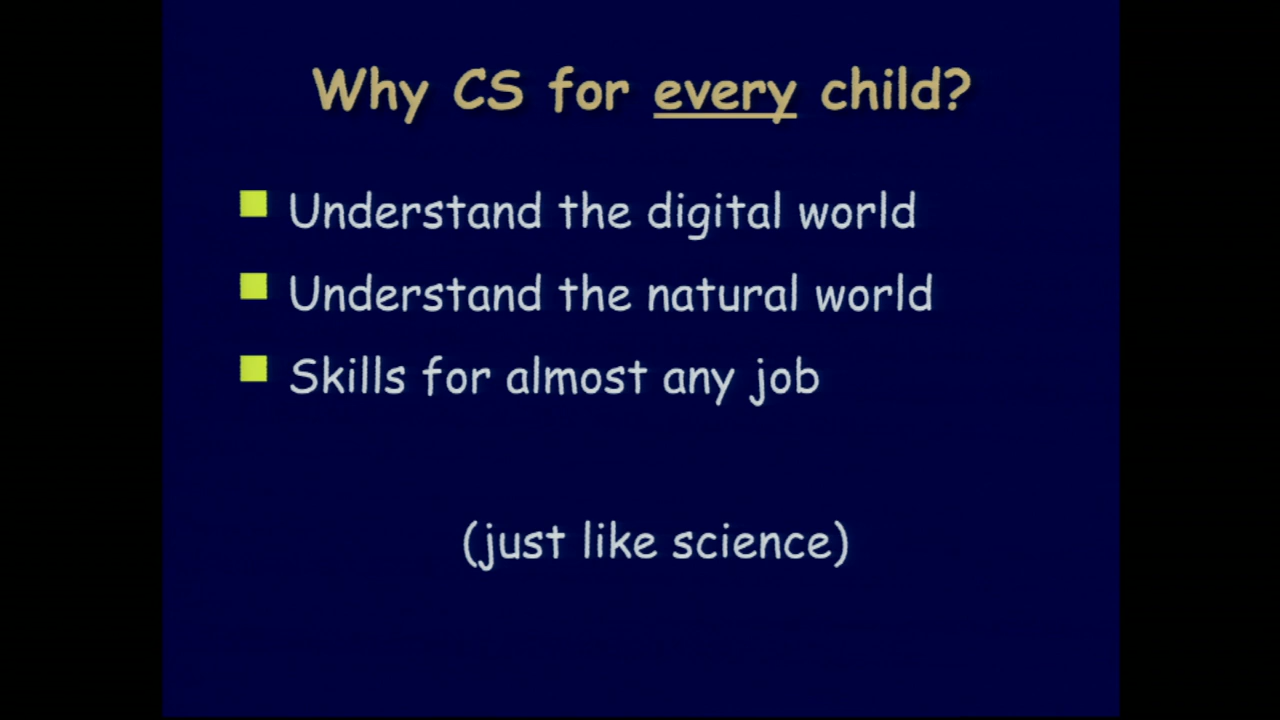 Why CS for every child?
Understand the digital world
Understand the natural world
Skills for almost any job
(just like science)